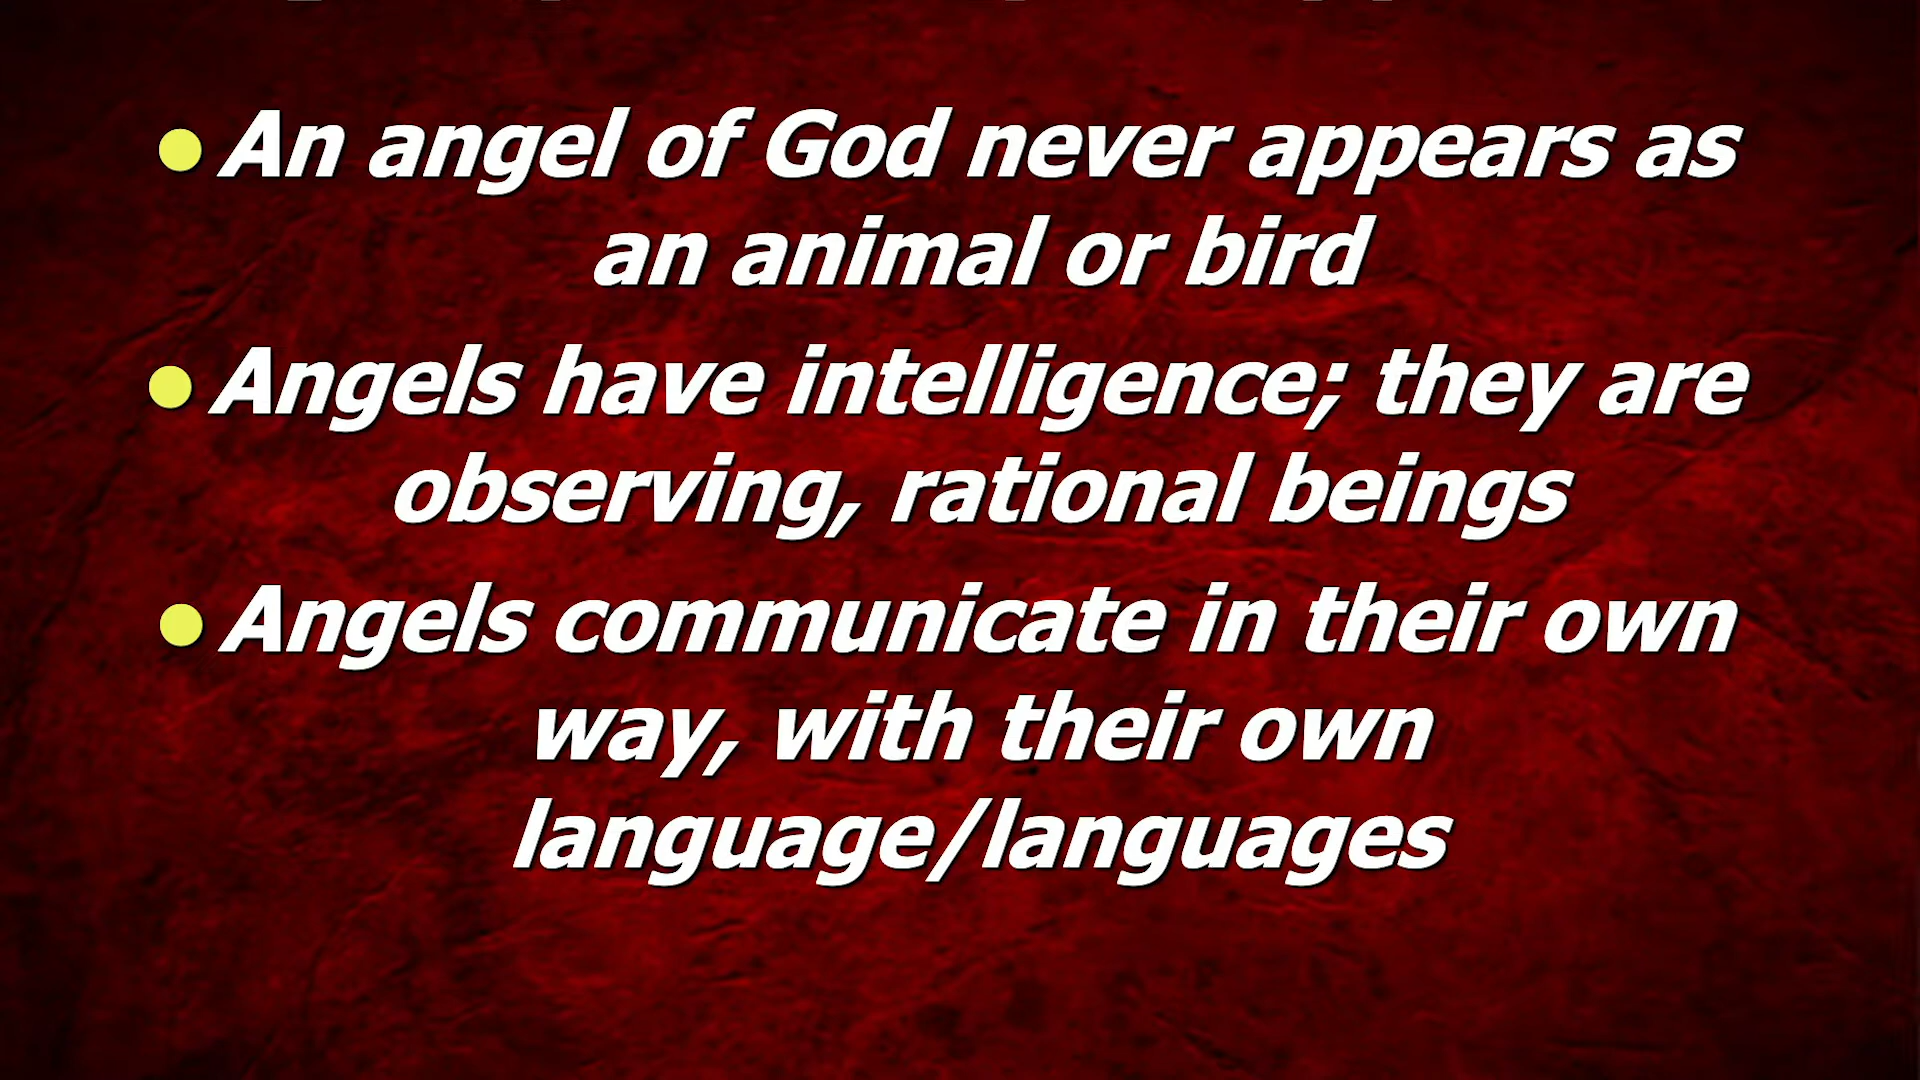 • An angel of God never appears as
an animal or bird
• Angels have intelligence; they are
observing, rational beings
• Angels communicate in their own
way, with their own
language/languages